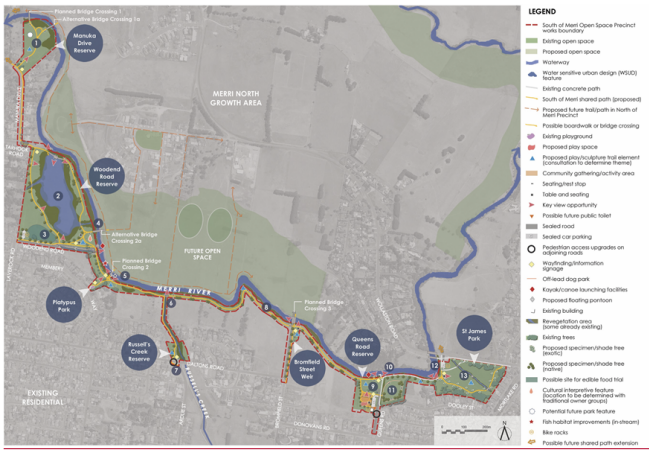 Planned Bridge Crossing 1
Alternative Bridge
Crossing 1a
1
Manuka
Drive
Reserve
MERRI NORTH
GROWTH AREA
Woodend
Road
Reserve
2
3
4
Alternative Bridge
Crossing 2a
Planned Bridge
Crossing 2
5
FUTURE OPEN
SPACE
Platypus
Park
MERRI RIVER
6
8
Planned Bridge
Crossing 3
Russell's
Creek
Reserve
7
Bromfield
Street
Weir
Queens
Road
Reserve
9
10
11
12
13
St James
Park
EXISTING
RESIDENTIAL
N
LEGEND
South of Merri Open Space Precinct
works boundary
Existing open space
Proposed open space
Waterway
Water sensitive urban design (WSUD)
feature
Existing concrete path
South of Merri shared path (proposed)
Proposed future trail/path in North of
Merri Precinct
Possible boardwalk or bridge crossing
Existing playground
Proposed play space
Proposed play/sculpture trail element
(consultation to determine theme)
Community gathering/activity area
Seating/rest stop
Table and seating
Key view opportunity
Possible future public toilet
Sealed road
Sealed car parking
Pedestrian access upgrades on
adjoining roads
Wayfinding/information
signage
Off-lead dog park
Kayak/canoe launching facilities
Proposed floating pontoon
Existing building
Revegetation area
(some already existing)
Existing trees
Proposed specimen/shade tree
(exotic)
Proposed specimen/shade tree
(native)
Possible site for edible food trail
Cultural interpretive feature
(location to be determined with
traditional owner groups)
Potential future park feature
Fish habitat improvements (in-stream)
Bike racks
Possible future shared path extension